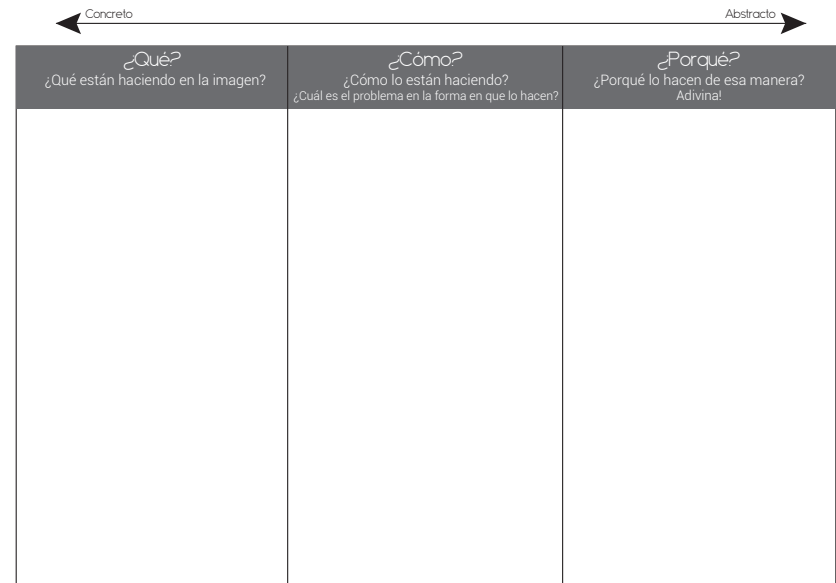 Concreto
Abstracto
¿Qué?
¿Qué están haciendo en la imagen?
¿Cómo?
¿Cómo lo están haciendo?
¿Cuál es el problema en la forma en que lo hacen?
¿Porqué?
¿Porqué lo hacen de esa manera?
Adivina!